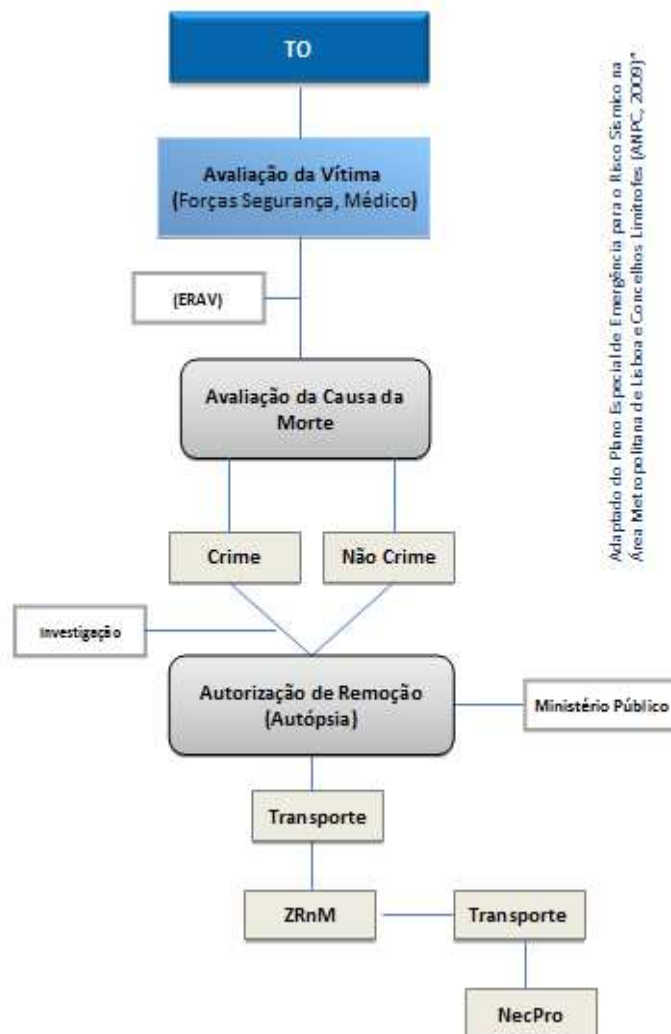 TO
Avaliação da Vítima
(Forças Segurança, Médico)
(ERAV)
Avaliação da Causa da
Morte
Crime
Não Crime
Investigação
Autorização de Remoção
(Autópsia)
Ministério Público
Transporte
ZRnM
Transporte
NecPro
Adaptado do Plano Especial de Emergência para o Risco Sísmico na
Área Metropolitana de Lisboa e Concelhos Limítrofes (ANPC, 2009)"